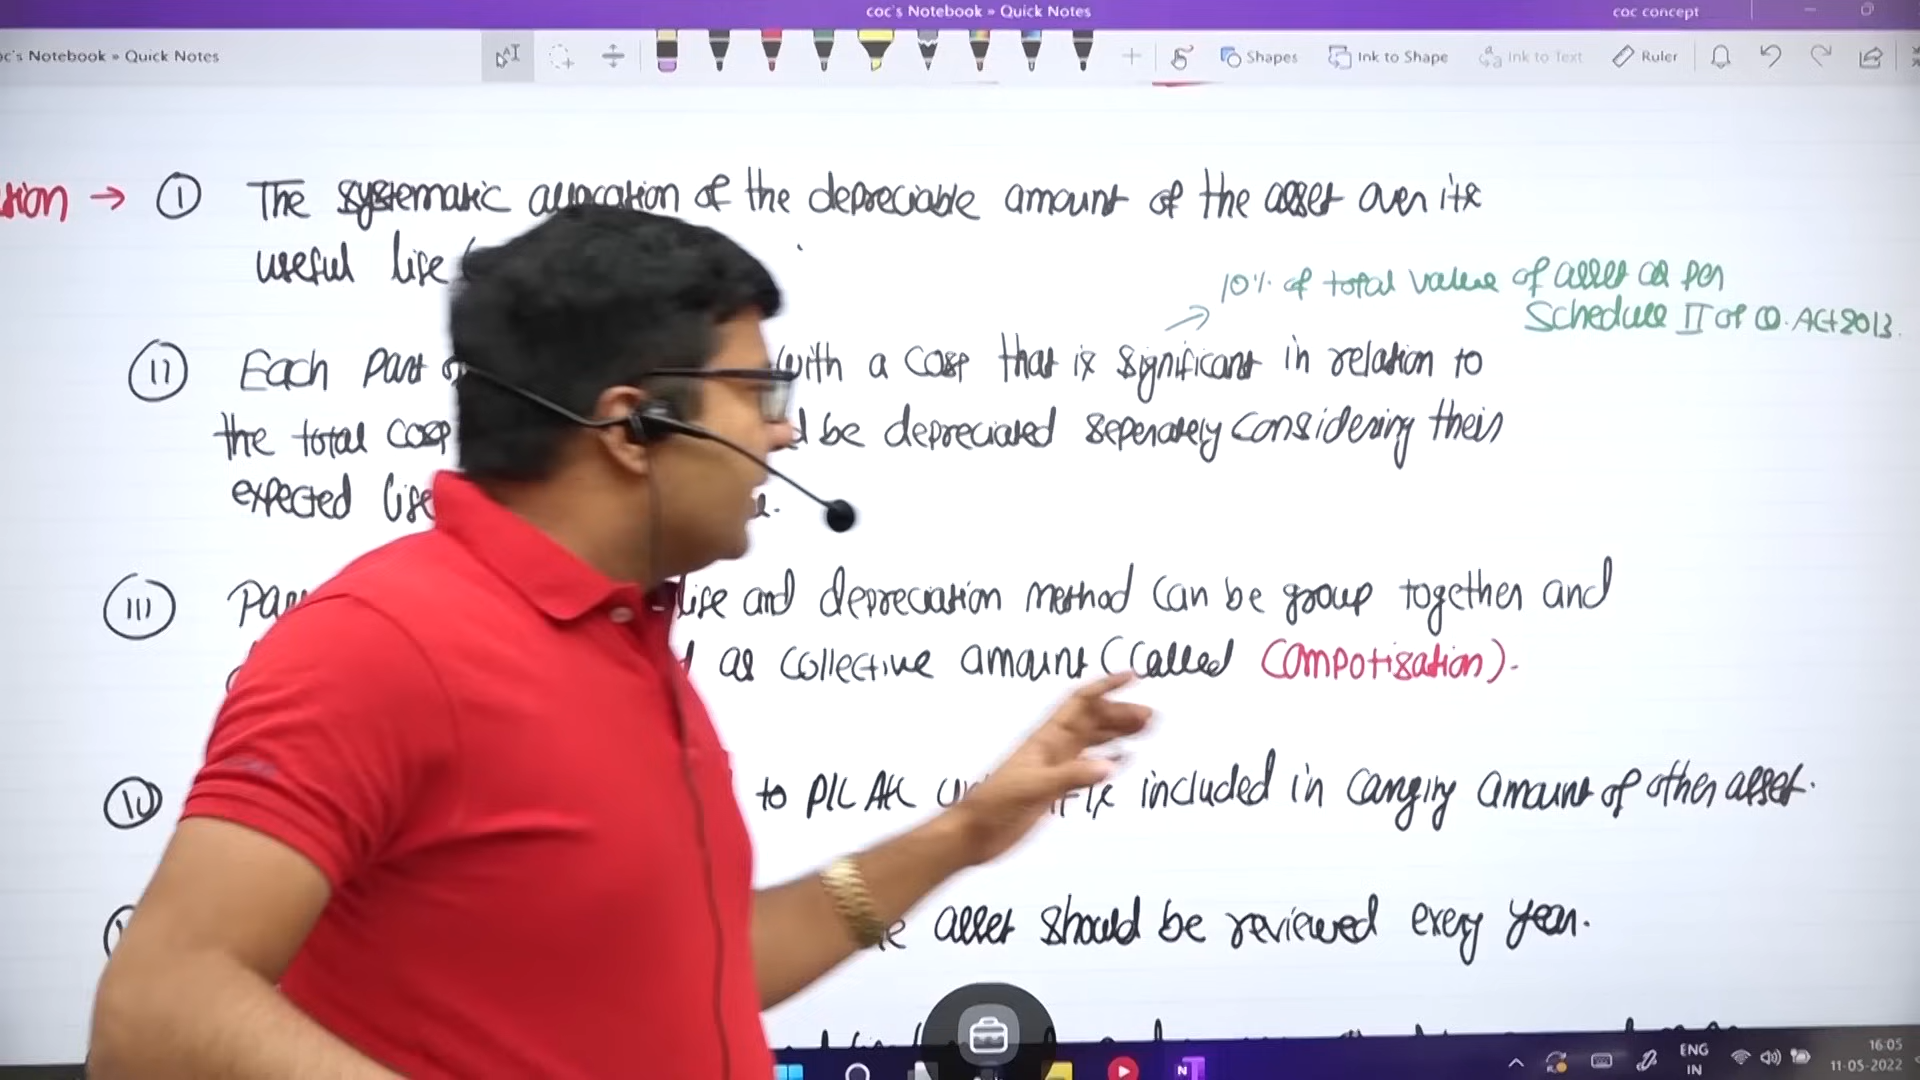 coc's Notebook » Quick Notes
coc concept
oc's Notebook » Quick Notes
Shapes
Ink to Shape
Ink to Text
Ruler
tion → I The systematic allocation of the depreciable amount of the asset over its
useful life
10% of total value of asset as per
Schedule II of CO. Act 2013.
II Each Part with a cost that is significant in relation to
the total cost be depreciated seperately considering their
expected life
III life and depreciation method can be group together and
as collective amount (called Compotisation).
IV to P/L A/c included in carrying amount of other asset.
asset should be reviewed every year.
ENG
IN
16:05
11-05-2022